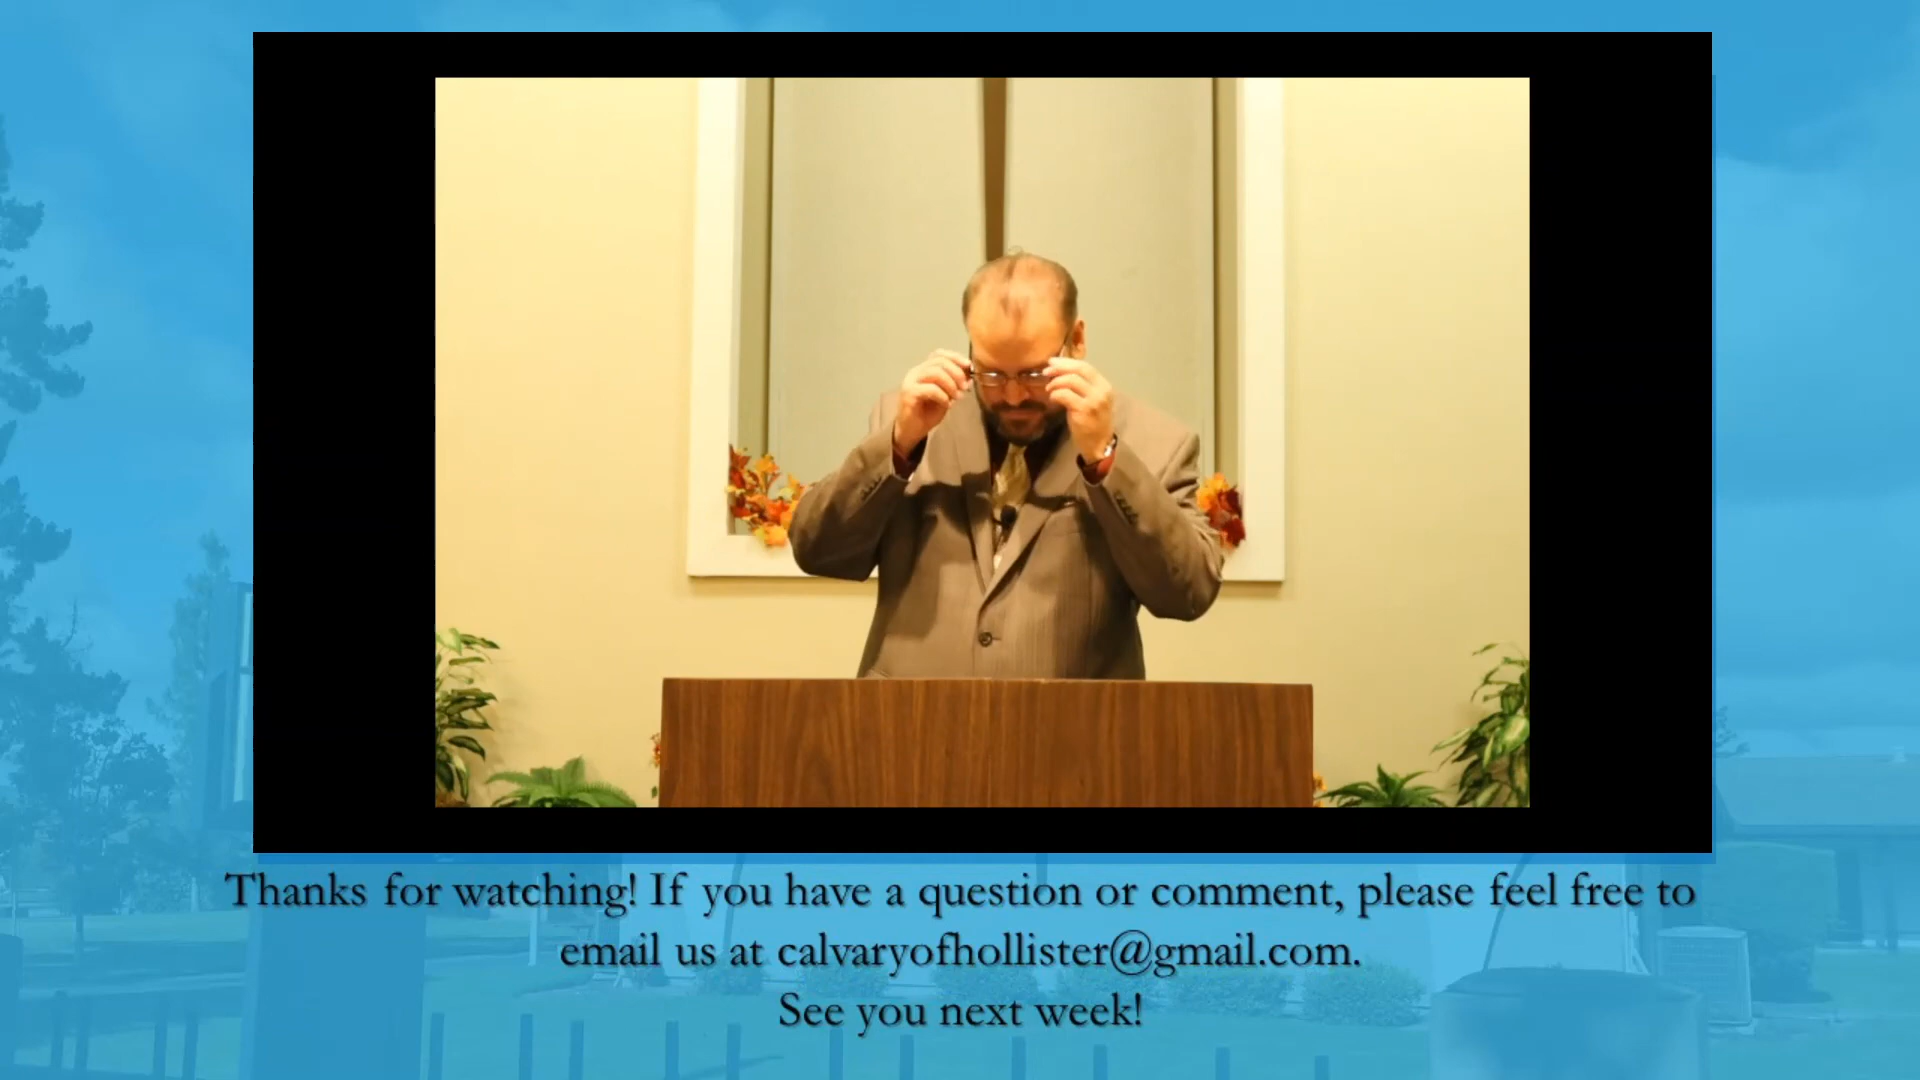 Thanks for watching! If you have a question or comment, please feel free to
email us at calvaryofhollister@gmail.com.
See you next week!